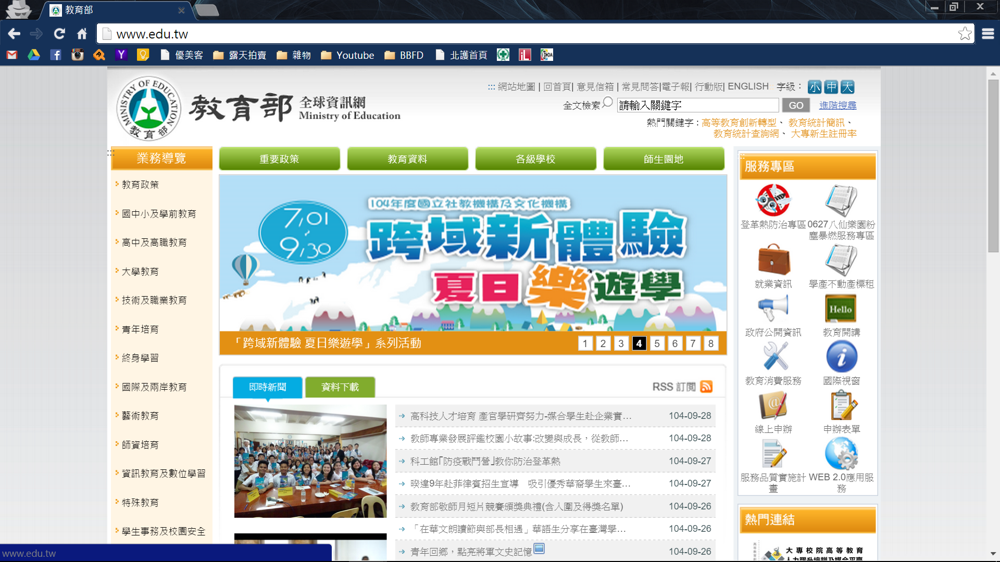 教育部
www.edu.tw
優美客
露天拍賣
雜物
Youtube
BBFD
北護首頁
MINISTRY OF EDUCATION
教育部
教育部 全球資訊網
Ministry of Education
::: 網站地圖 | 回首頁| 意見信箱 | 常見問答|電子報| 行動版| ENGLISH 字級： 小 中 大
全文檢索 請輸入關鍵字 GO 進階搜尋
熱門關鍵字：高等教育創新轉型、 教育統計簡訊、
教育統計查詢網、 大專新生註冊率
:::
業務導覽
教育政策
國中小及學前教育
高中及高職教育
大學教育
技術及職業教育
青年培育
終身學習
國際及兩岸教育
藝術教育
師資培育
資訊教育及數位學習
特殊教育
學生事務及校園安全
重要政策
教育資料
各級學校
師生園地
104年度國立社教機構及文化機構
7/01
~
9/30
跨域新體驗
夏日樂遊學
「跨域新體驗 夏日樂遊學」系列活動
1 2 3 4 5 6 7 8
即時新聞
資料下載
RSS 訂閱
高科技人才培育 產官學研齊努力-媒合學生赴企業實… 104-09-28
教師專業發展評鑑校園小故事:改變與成長，從教師… 104-09-28
科工館｢防疫戰鬥營｣教你防治登革熱 104-09-27
暌違9年赴菲律賓招生宣導　吸引優秀華裔學生來臺… 104-09-27
教育部敬師月短片競賽頒獎典禮(含入圍及得獎名單) 104-09-26
「在華文朗讀節與部長相遇」華語生分享在臺灣學… 104-09-26
青年回鄉，點亮將軍文史記憶 104-09-26
服務專區
登革熱防治專區
0627八仙樂園粉
塵暴燃服務專區
就業資訊
學產不動產標租
政府公開資訊
Hello
教育開講
教育消費服務
國際視窗
線上申辦
申辦表單
服務品質實施計
畫
WEB 2.0應用服
務
熱門連結
大專校院高等教育
人力躍升培訓及媒合平臺
www.edu.tw